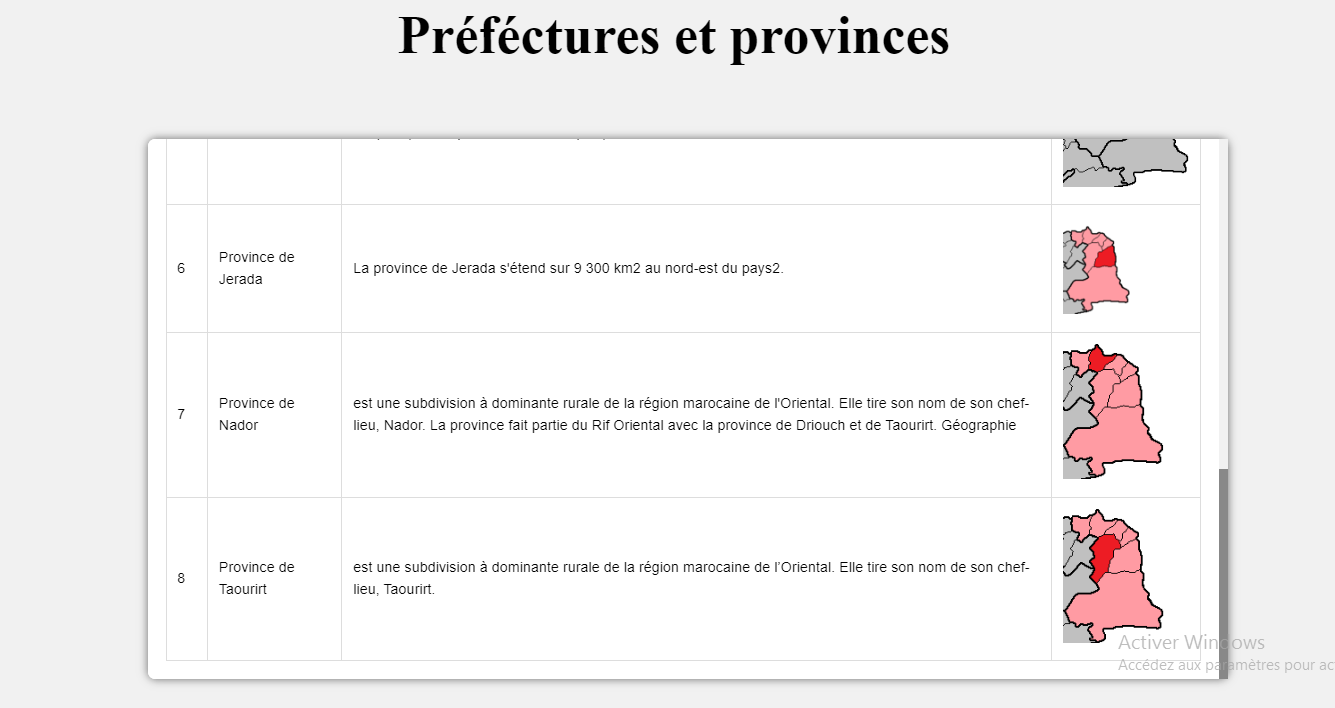 Préféctures et provinces
6
Province de
Jerada
La province de Jerada s'étend sur 9 300 km2 au nord-est du pays2.
7
Province de
Nador
est une subdivision à dominante rurale de la région marocaine de l'Oriental. Elle tire son nom de son chef-
lieu, Nador. La province fait partie du Rif Oriental avec la province de Driouch et de Taourirt. Géographie
8
Province de
Taourirt
est une subdivision à dominante rurale de la région marocaine de l’Oriental. Elle tire son nom de son chef-
lieu, Taourirt.
Activer Windows
Accédez aux paramètres pour ac